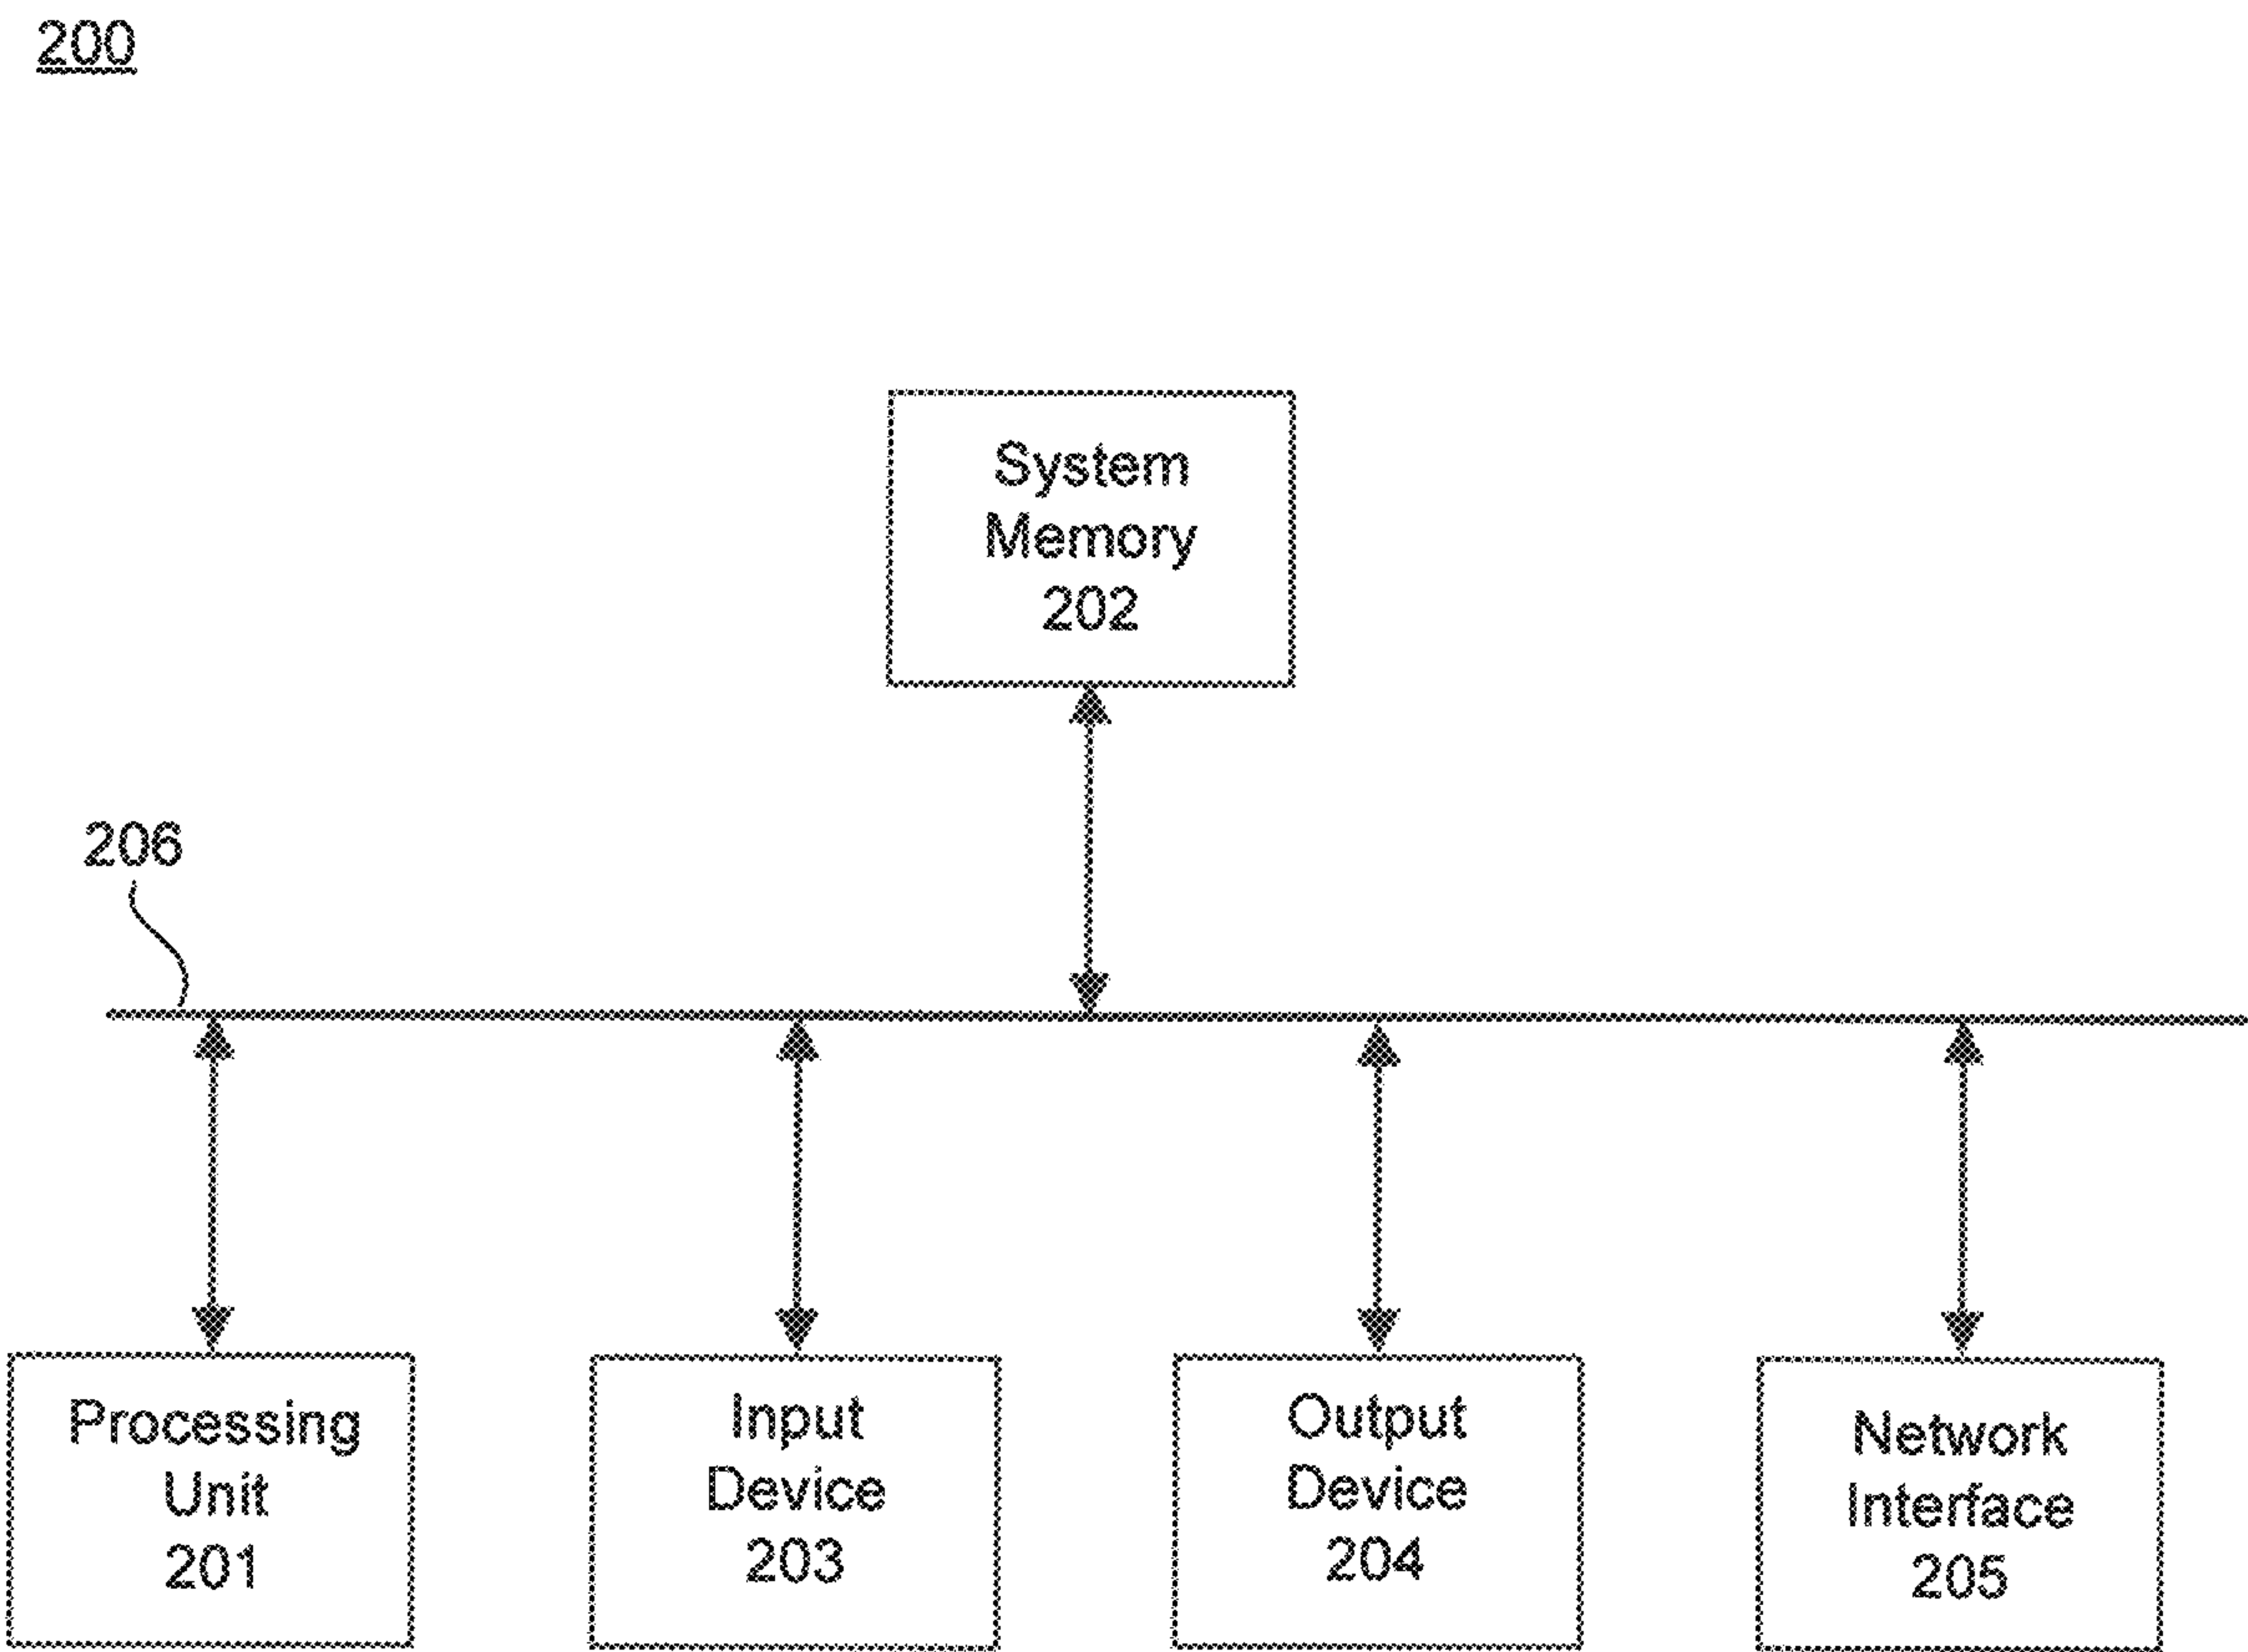 200
System
Memory
202
206
Processing
Unit
201
Input
Device
203
Output
Device
204
Network
Interface
205